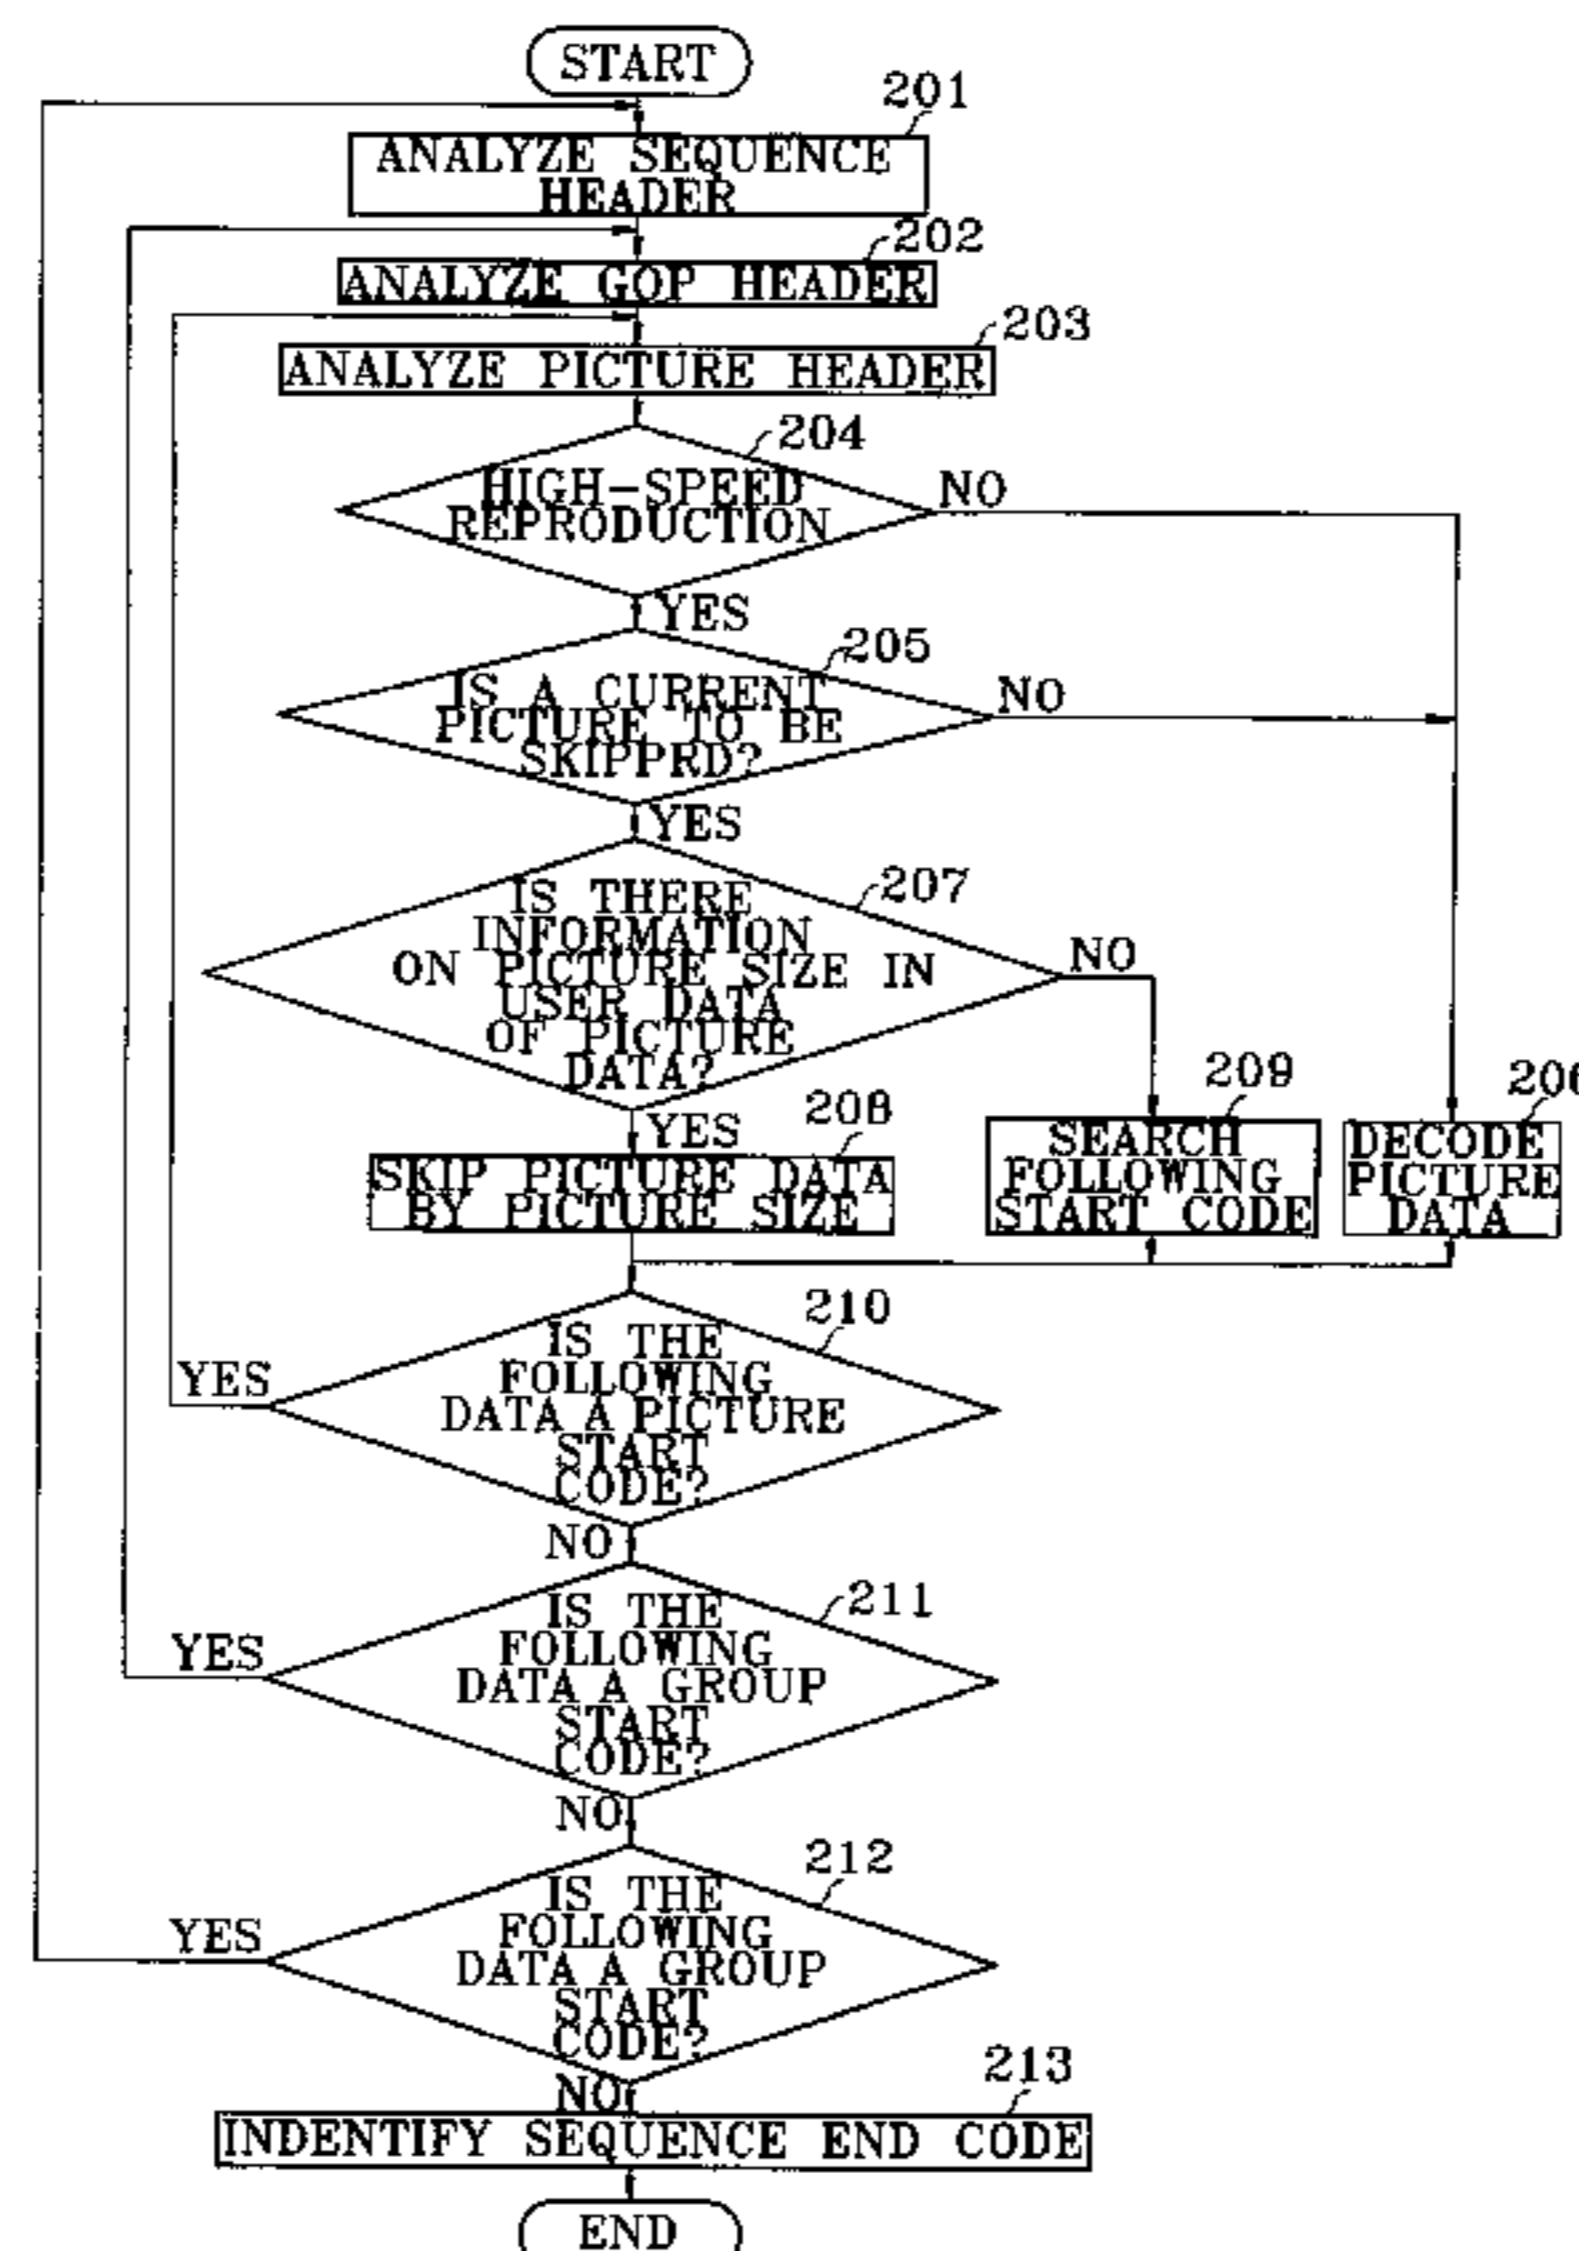 START
201
ANALYZE SEQUENCE
HEADER
202
ANALYZE GOP HEADER
203
ANALYZE PICTURE HEADER
204
HIGH-SPEED
REPRODUCTION
NO
YES
205
IS A CURRENT
PICTURE TO BE
SKIPPRD?
NO
YES
207
IS THERE
INFORMATION
ON PICTURE SIZE IN
USER DATA
OF PICTURE
DATA?
NO
YES
208
SKIP PICTURE DATA
BY PICTURE SIZE
209
SEARCH
FOLLOWING
START CODE
206
DECODE
PICTURE
DATA
210
IS THE
FOLLOWING
DATA A PICTURE
START
CODE?
YES
NO
211
IS THE
FOLLOWING
DATA A GROUP
START
CODE?
YES
NO
212
IS THE
FOLLOWING
DATA A GROUP
START
CODE?
YES
NO
213
INDENTIFY SEQUENCE END CODE
END